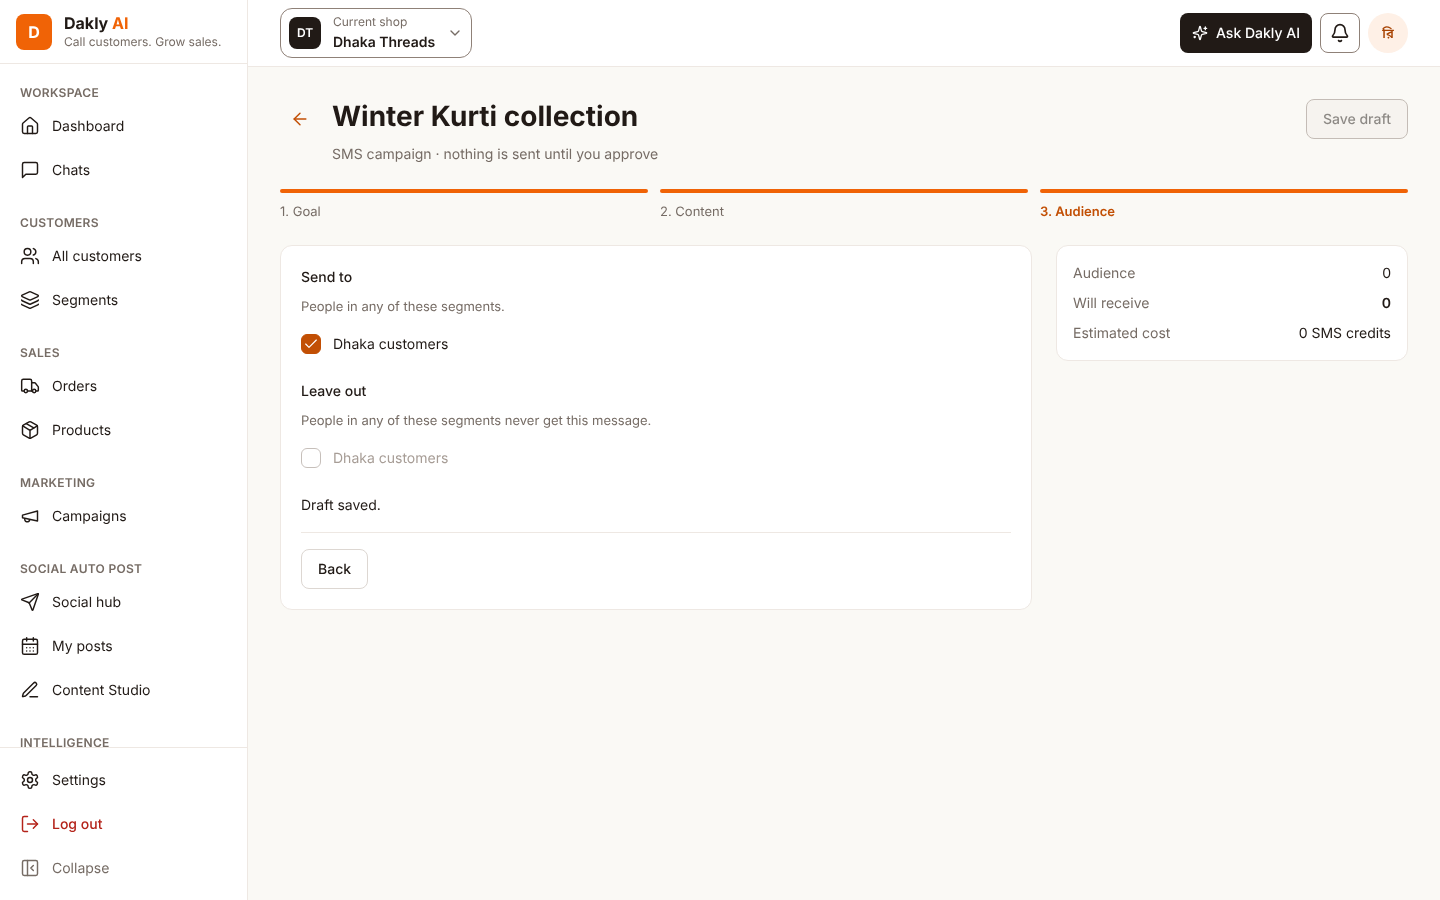 D
Dakly AI
Call customers. Grow sales.
WORKSPACE
Dashboard
Chats
CUSTOMERS
All customers
Segments
SALES
Orders
Products
MARKETING
Campaigns
SOCIAL AUTO POST
Social hub
My posts
Content Studio
INTELLIGENCE
Settings
Log out
Collapse
DT
Current shop
Dhaka Threads
Ask Dakly AI
রি
Winter Kurti collection
SMS campaign · nothing is sent until you approve
Save draft
1. Goal
2. Content
3. Audience
Send to
People in any of these segments.
Dhaka customers
Leave out
People in any of these segments never get this message.
Dhaka customers
Draft saved.
Back
Audience 0
Will receive 0
Estimated cost 0 SMS credits